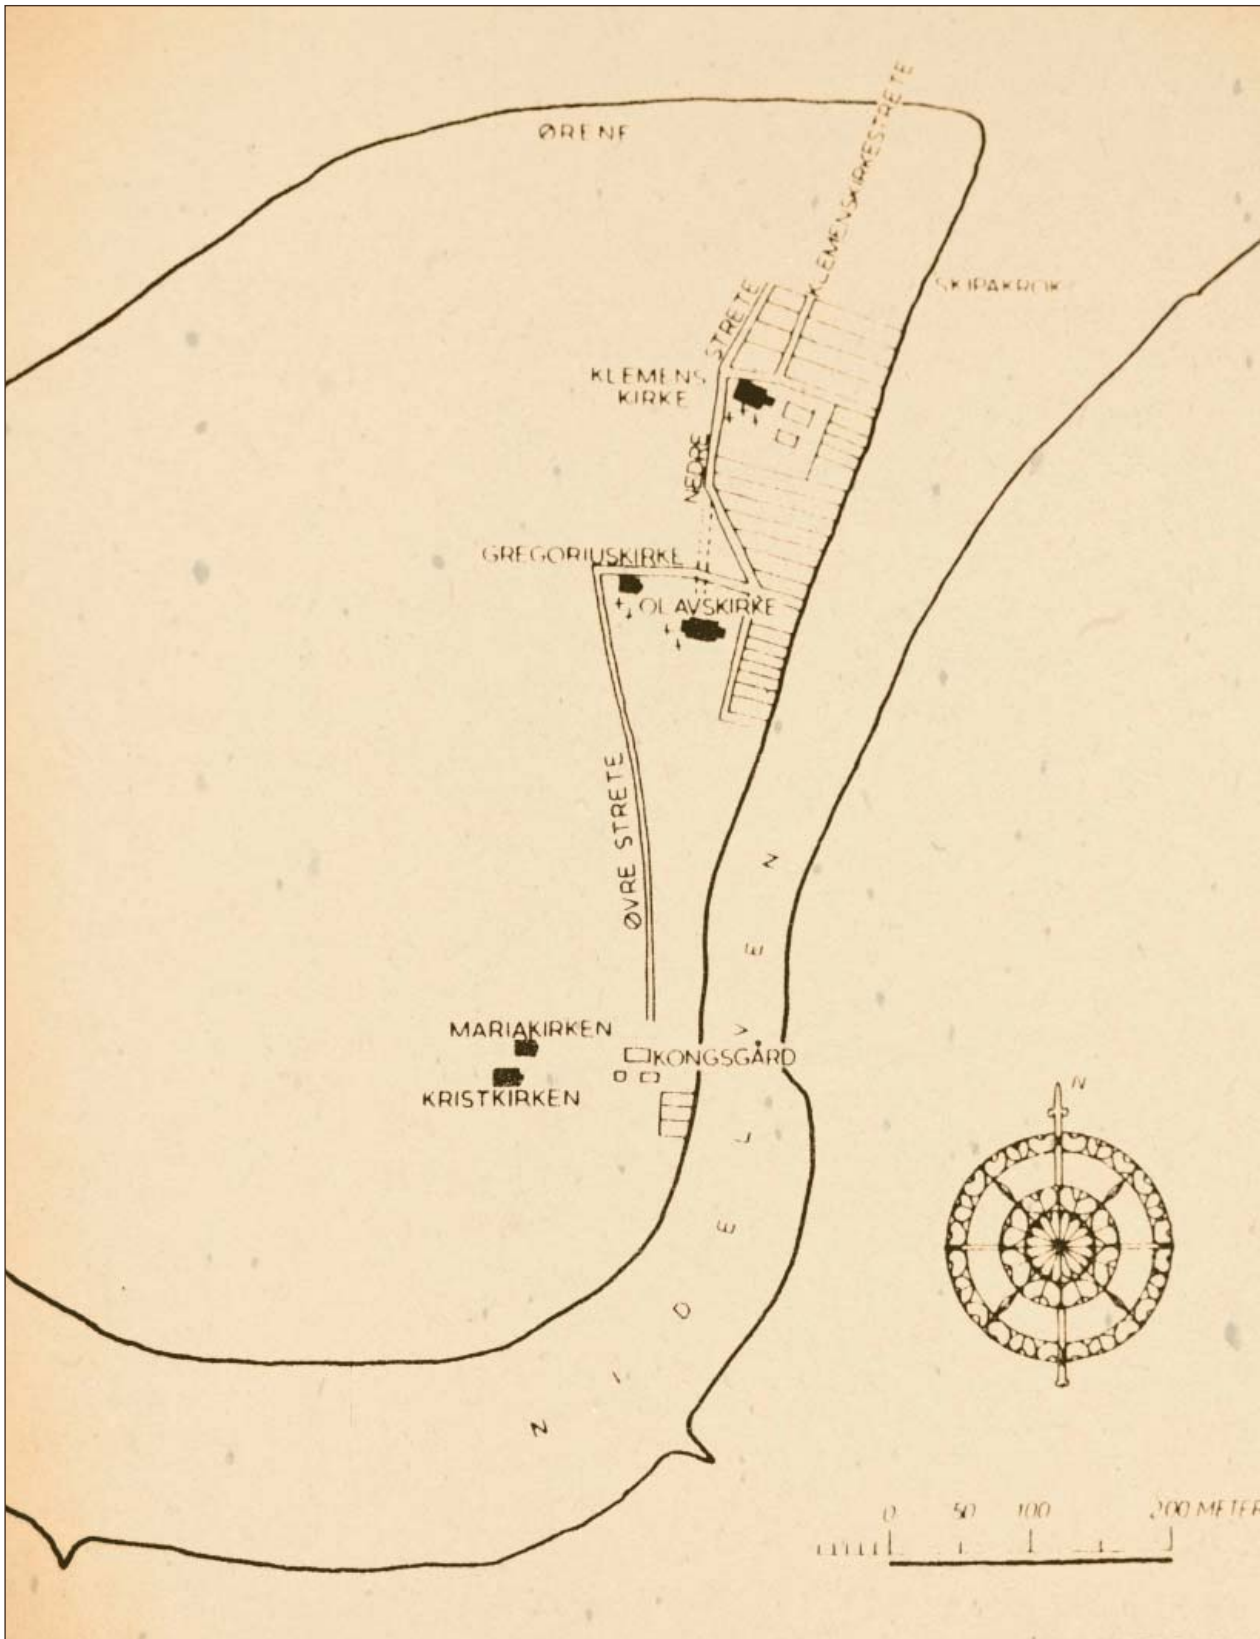 ØRENE
KLEMENSKIRKESTRETE
SKIPAKROK
STRETE
KLEMENS
KIRKE
NEDRE
GREGORIUSKIRKE
OLAVSKIRKE
ØVRE STRETE
NIDELVEN
MARIAKIRKEN
KONGSGÅRD
KRISTKIRKEN
N
0 50 100 200 METER